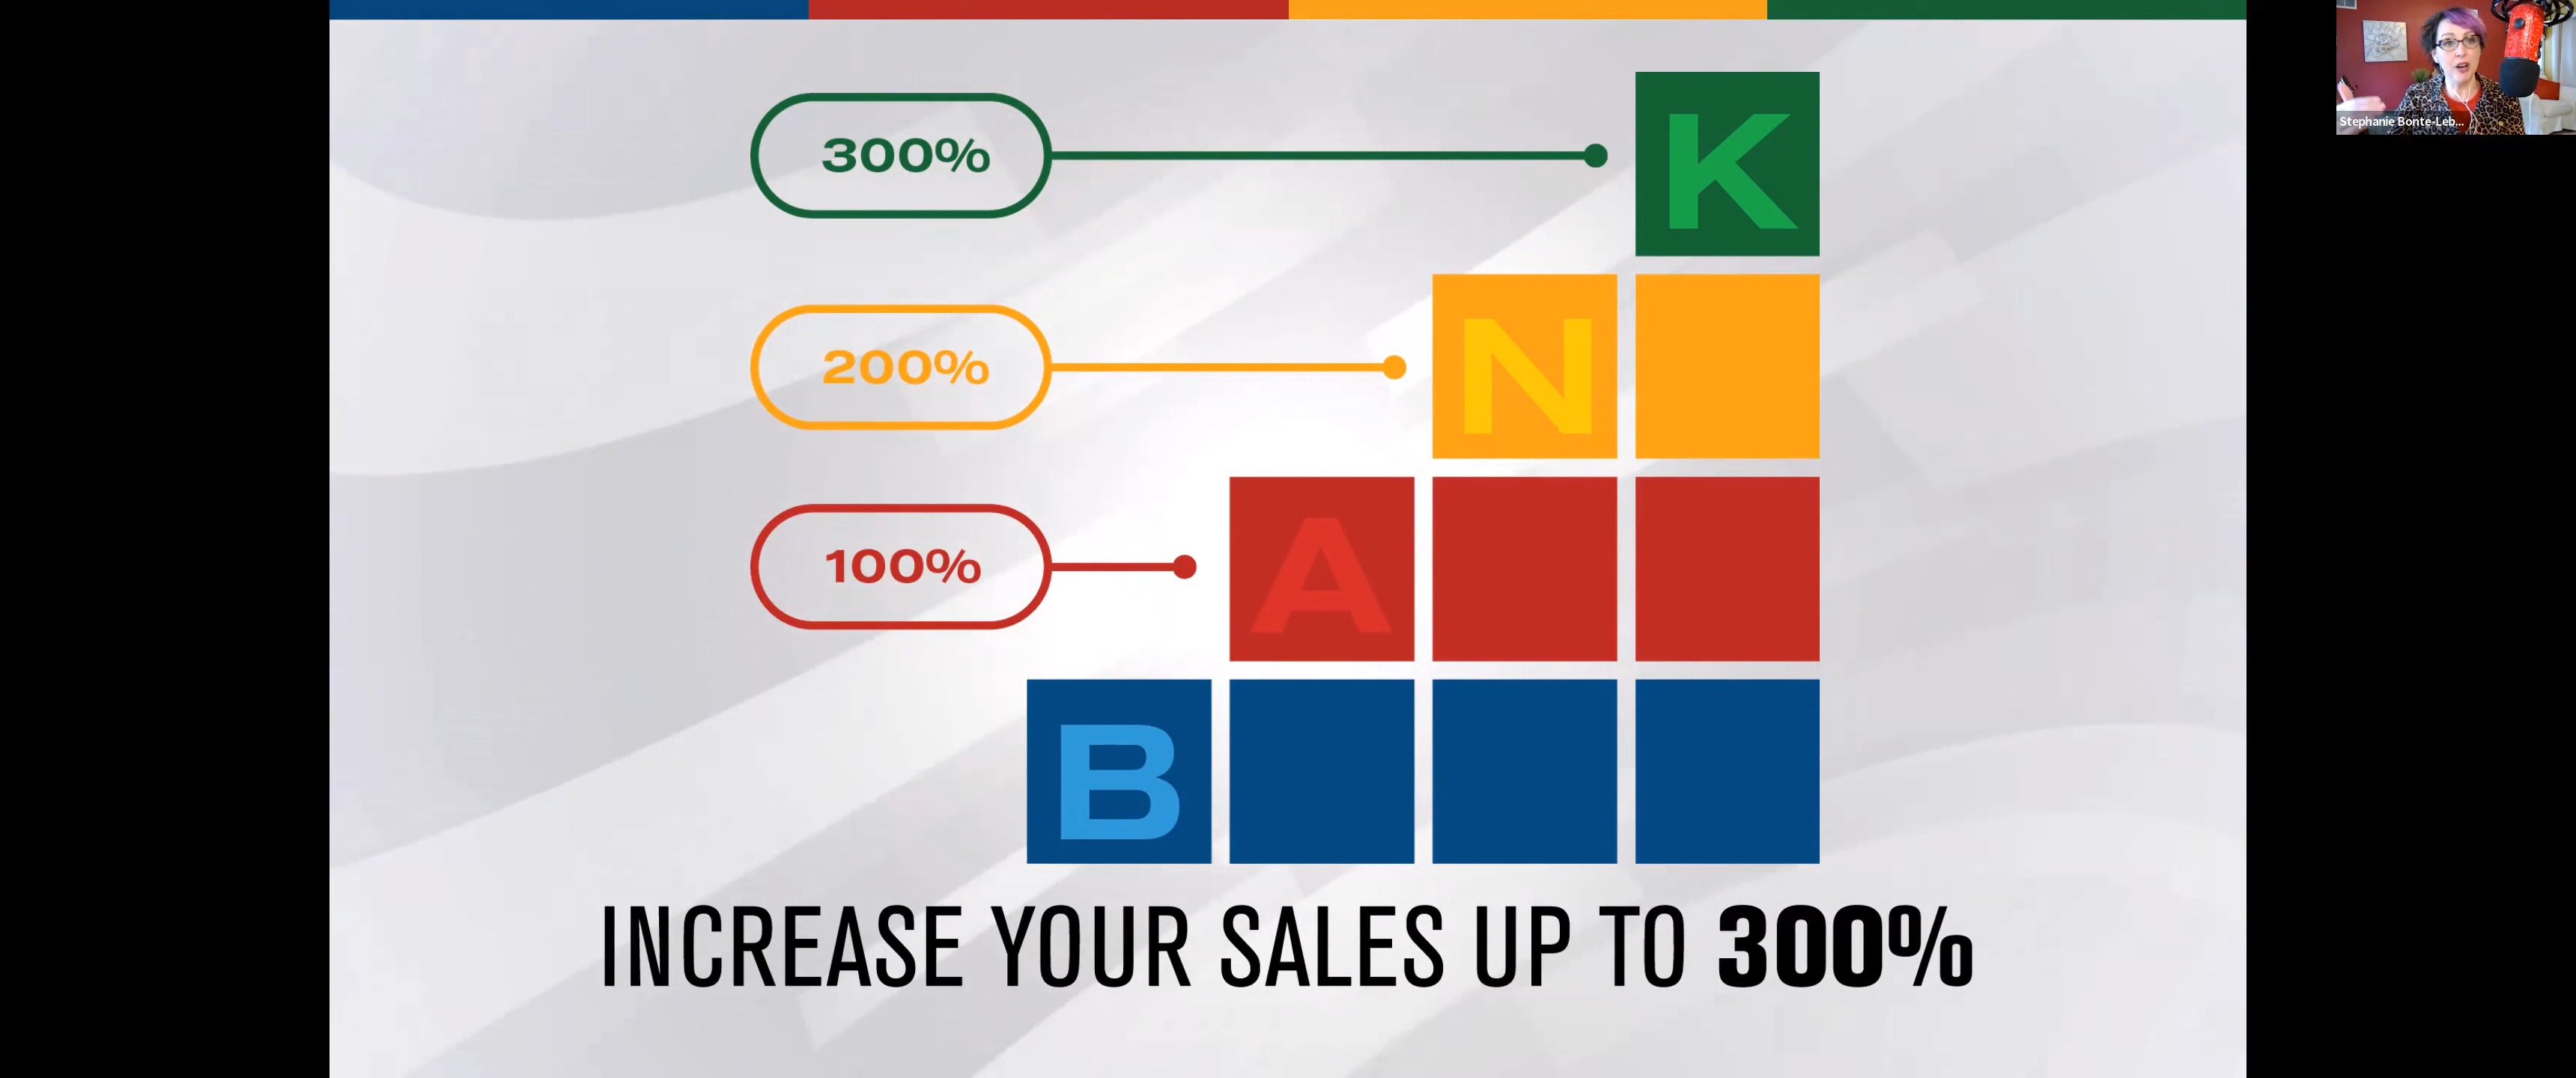 300%
K
200%
N
100%
A
B
INCREASE YOUR SALES UP TO 300%
Stephanie Bonte-Leb...